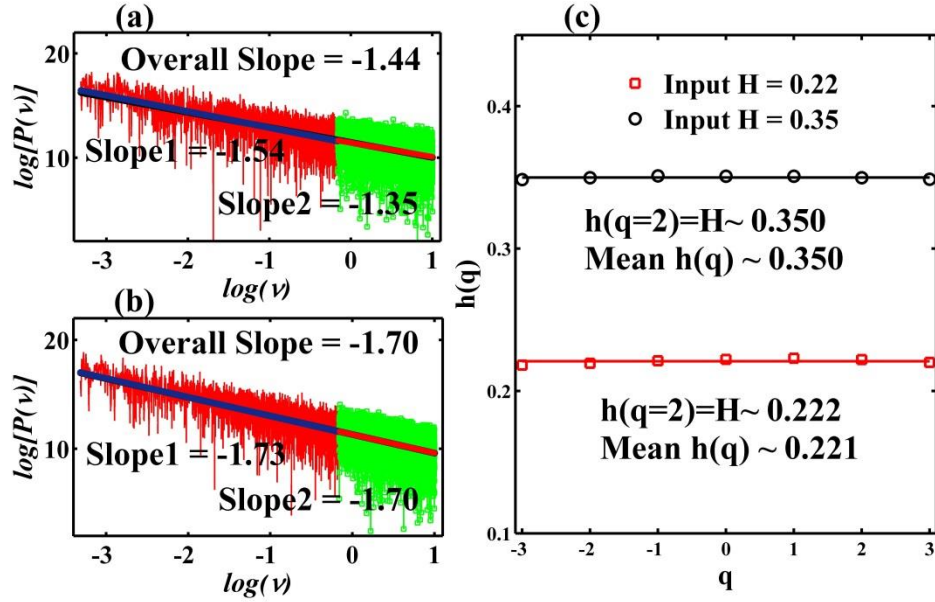 (a)
Overall Slope = -1.44
Slope1 = -1.54
Slope2 = -1.35
20
10
log[P(ν)]
-3 -2 -1 0 1
log(ν)
(b)
Overall Slope = -1.70
Slope1 = -1.73
Slope2 = -1.70
20
10
log[P(ν)]
-3 -2 -1 0 1
log(ν)
(c)
Input H = 0.22
Input H = 0.35
h(q=2)=H~ 0.350
Mean h(q) ~ 0.350
h(q=2)=H~ 0.222
Mean h(q) ~ 0.221
0.4
0.3
0.2
0.1
h(q)
-3 -2 -1 0 1 2 3
q